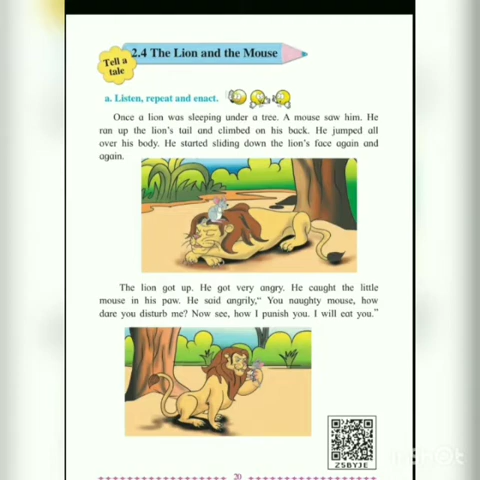 Tell a
tale
2.4 The Lion and the Mouse
a. Listen, repeat and enact.
Once a lion was sleeping under a tree. A mouse saw him. He
ran up the lion's tail and climbed on his back. He jumped all
over his body. He started sliding down the lion's face again and
again.
The lion got up. He got very angry. He caught the little
mouse in his paw. He said angrily,“ You naughty mouse, how
dare you disturb me? Now see, how I punish you. I will eat you.”
Z5BYJE
20